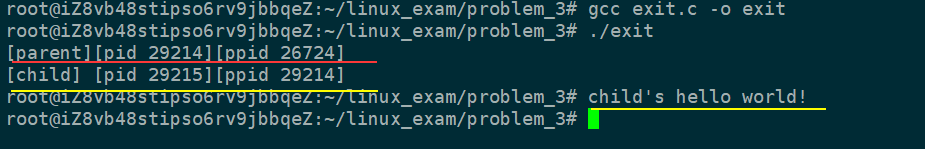 root@iZ8vb48stipso6rv9jbbqeZ:~/linux_exam/problem_3# gcc exit.c -o exit
root@iZ8vb48stipso6rv9jbbqeZ:~/linux_exam/problem_3# ./exit
[parent][pid 29214][ppid 26724]
[child] [pid 29215][ppid 29214]
root@iZ8vb48stipso6rv9jbbqeZ:~/linux_exam/problem_3# child's hello world!
root@iZ8vb48stipso6rv9jbbqeZ:~/linux_exam/problem_3#